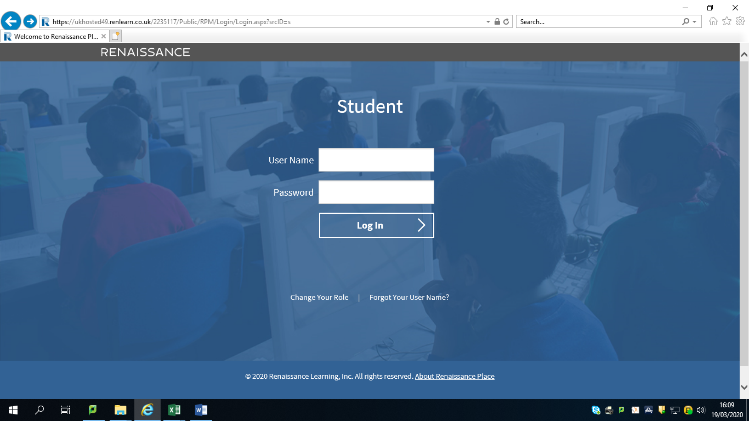 https://ukhosted49.renlearn.co.uk/2235117/Public/RPM/Login/Login.aspx?srcID=s
Search...
Welcome to Renaissance Pl...
RENAISSANCE
Student
User Name
Password
Log In
Change Your Role | Forgot Your User Name?
© 2020 Renaissance Learning, Inc. All rights reserved. About Renaissance Place
16:09
19/03/2020